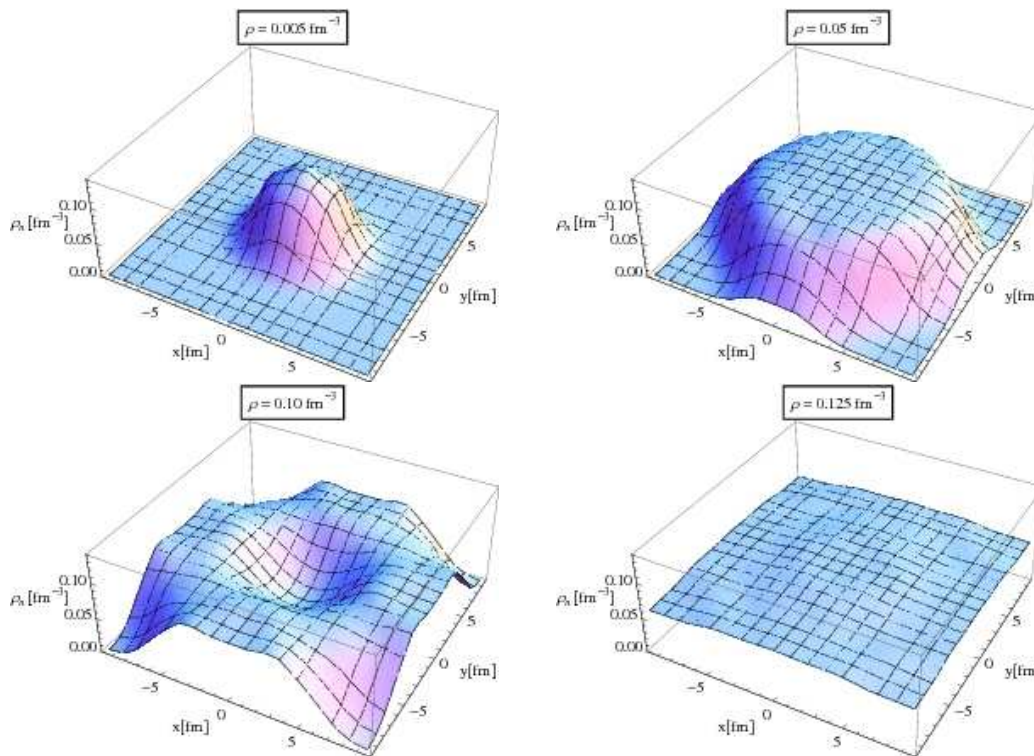 ρ = 0.005 fm⁻³
0.10
ρₙ [fm⁻³]
0.05
0.00
−5
0
x[fm]
5
5
0
y[fm]
−5
ρ = 0.05 fm⁻³
0.10
ρₙ [fm⁻³]
0.05
0.00
−5
0
x[fm]
5
5
0
y[fm]
−5
ρ = 0.10 fm⁻³
0.10
ρₙ [fm⁻³]
0.05
0.00
−5
0
x[fm]
5
5
0
y[fm]
−5
ρ = 0.125 fm⁻³
0.10
ρₙ [fm⁻³]
0.05
0.00
−5
0
x[fm]
5
5
0
y[fm]
−5